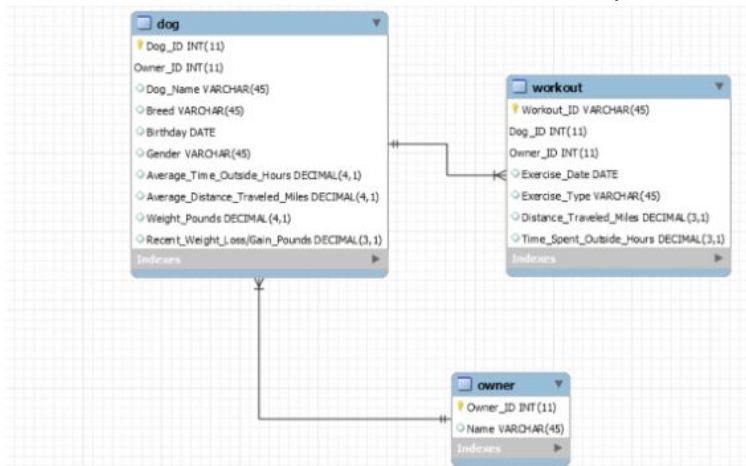 dog
Dog_ID INT(11)
Owner_ID INT(11)
Dog_Name VARCHAR(45)
Breed VARCHAR(45)
Birthday DATE
Gender VARCHAR(45)
Average_Time_Outside_Hours DECIMAL(4,1)
Average_Distance_Traveled_Miles DECIMAL(4,1)
Weight_Pounds DECIMAL(4,1)
Recent_Weight_Loss/Gain_Pounds DECIMAL(3,1)
Indexes
workout
Workout_ID VARCHAR(45)
Dog_ID INT(11)
Owner_ID INT(11)
Exercise_Date DATE
Exercise_Type VARCHAR(45)
Distance_Traveled_Miles DECIMAL(3,1)
Time_Spent_Outside_Hours DECIMAL(3,1)
Indexes
owner
Owner_ID INT(11)
Name VARCHAR(45)
Indexes